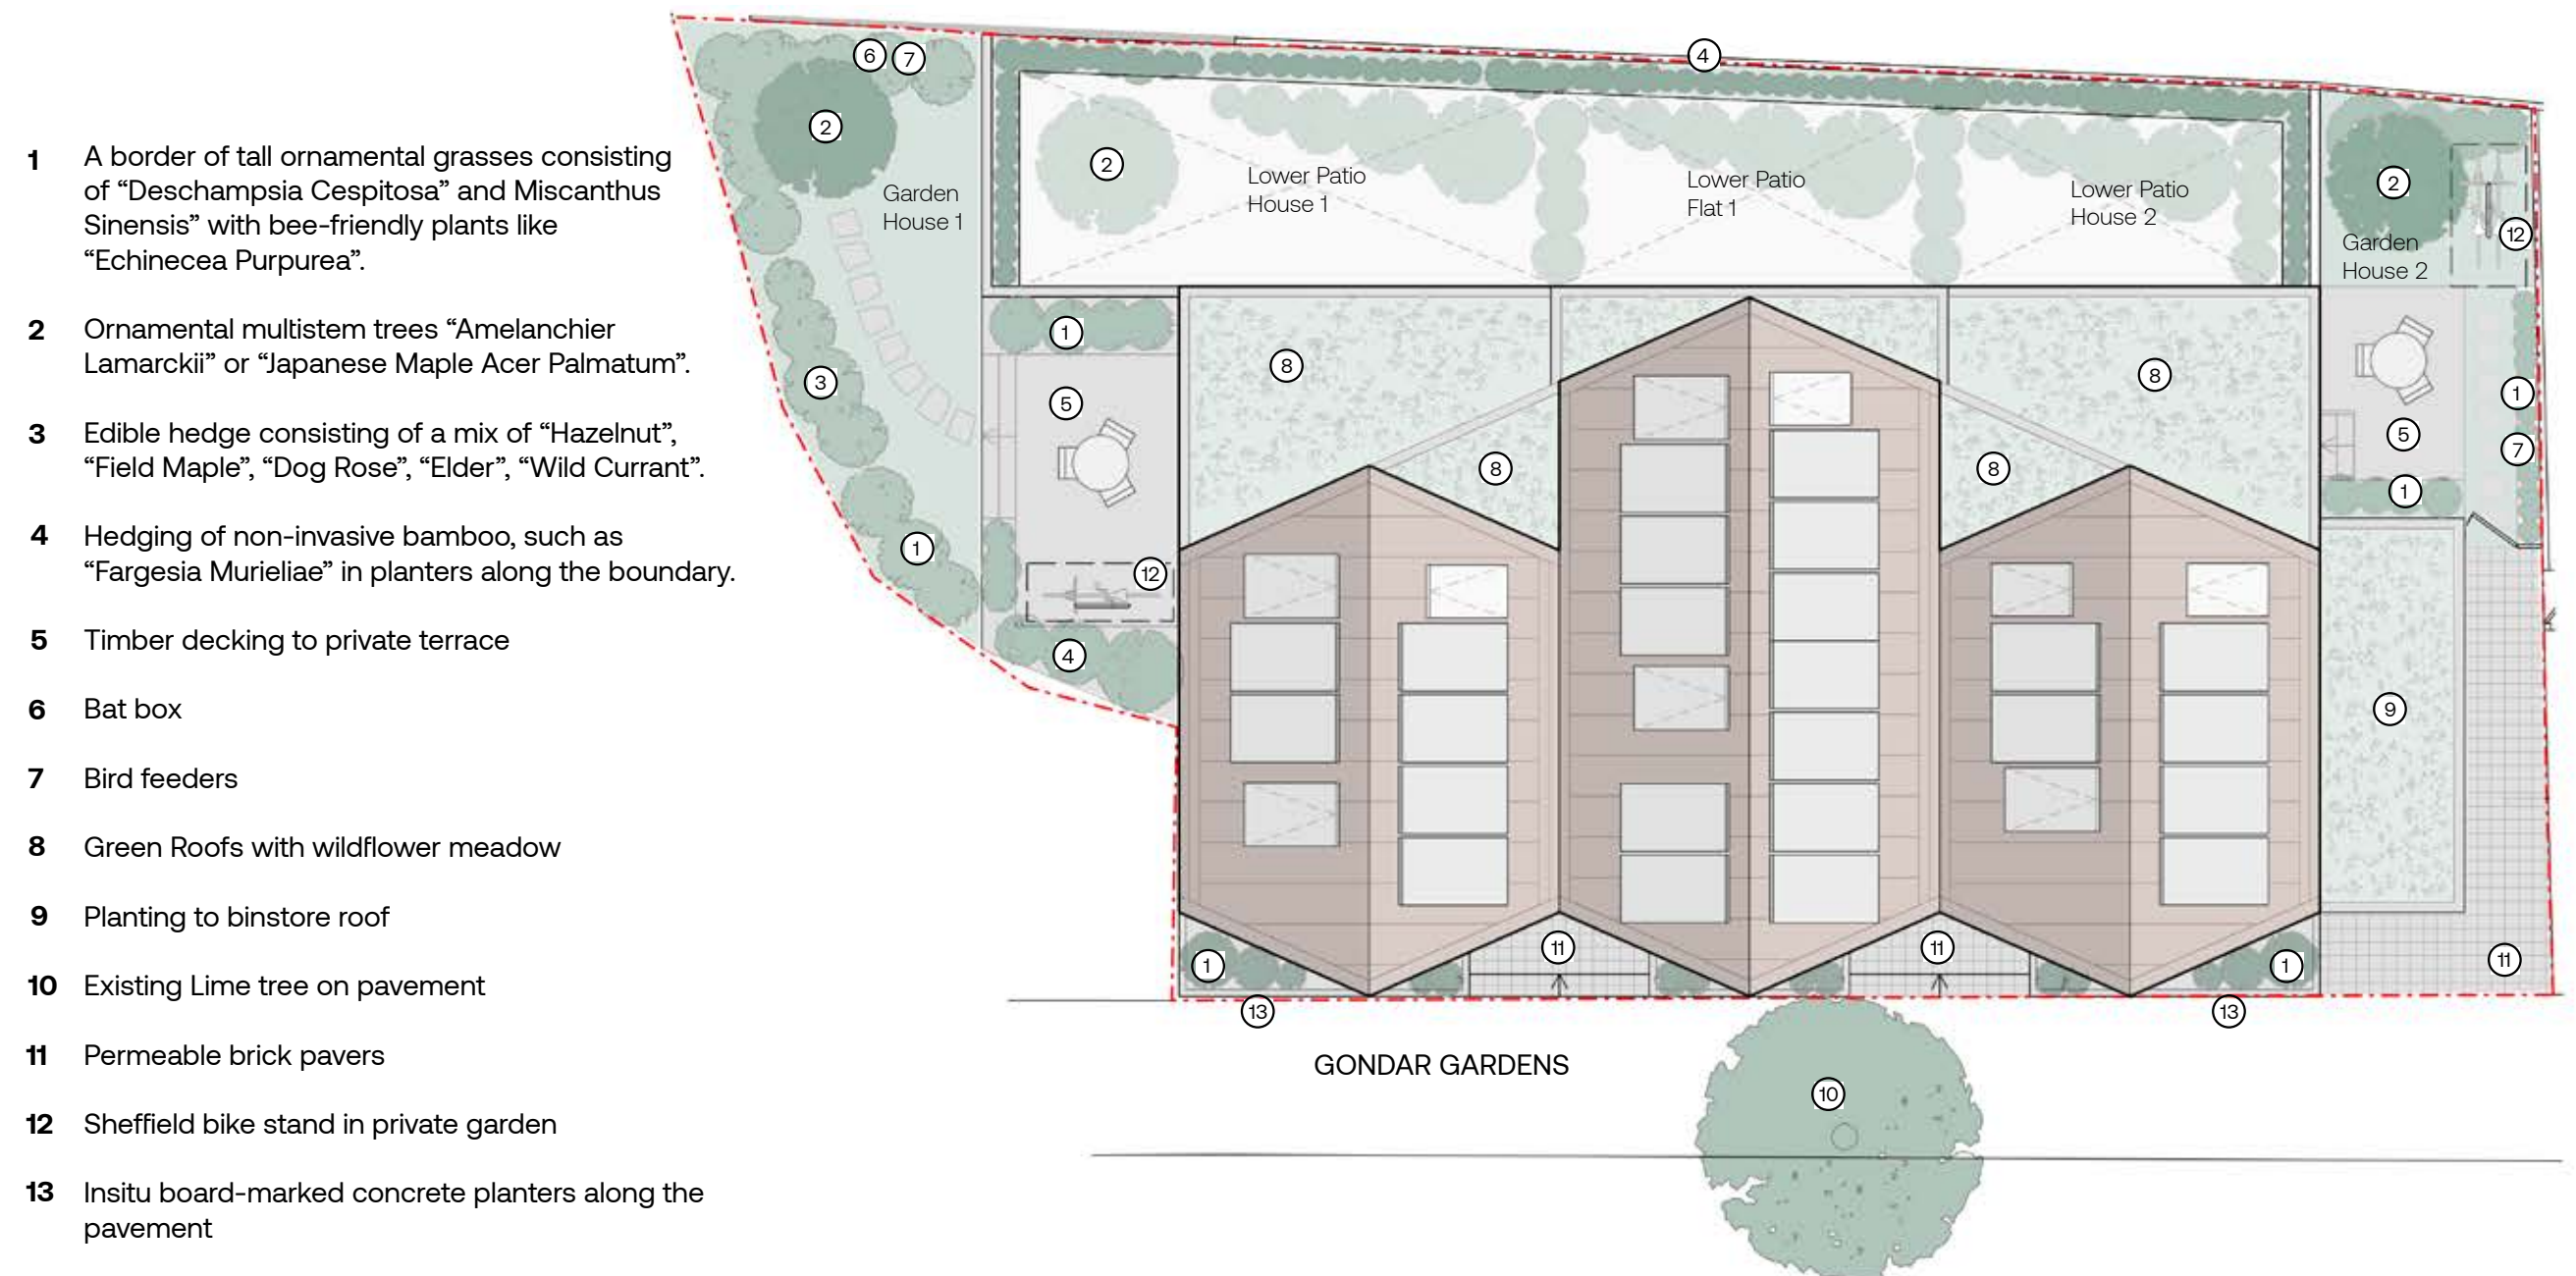 1 A border of tall ornamental grasses consisting
of “Deschampsia Cespitosa” and Miscanthus
Sinensis” with bee-friendly plants like
“Echinecea Purpurea”.
2 Ornamental multistem trees “Amelanchier
Lamarckii” or “Japanese Maple Acer Palmatum”.
3 Edible hedge consisting of a mix of “Hazelnut”,
“Field Maple”, “Dog Rose”, “Elder”, “Wild Currant”.
4 Hedging of non-invasive bamboo, such as
“Fargesia Murieliae” in planters along the boundary.
5 Timber decking to private terrace
6 Bat box
7 Bird feeders
8 Green Roofs with wildflower meadow
9 Planting to binstore roof
10 Existing Lime tree on pavement
11 Permeable brick pavers
12 Sheffield bike stand in private garden
13 Insitu board-marked concrete planters along the
pavement
6 7
4
2
2
2
Garden
House 1
Lower Patio
House 1
Lower Patio
Flat 1
Lower Patio
House 2
12
Garden
House 2
1
8
8
3
5
1
5
7
8
8
1
1
12
4
9
1
11
11
1
11
13
13
GONDAR GARDENS
10